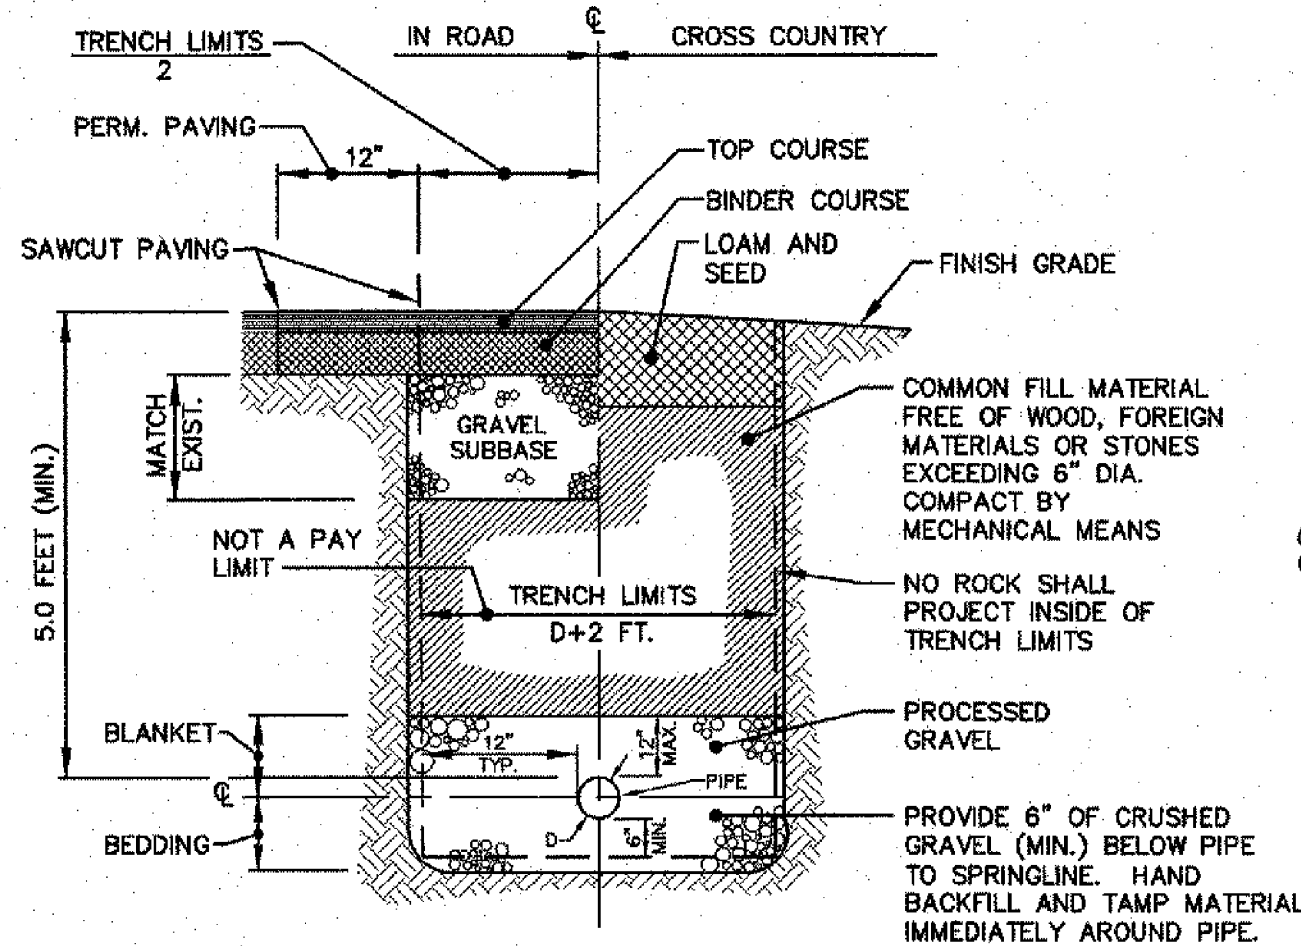 TRENCH LIMITS
2
IN ROAD
℄
CROSS COUNTRY
PERM. PAVING
12"
TOP COURSE
BINDER COURSE
SAWCUT PAVING
LOAM AND
SEED
FINISH GRADE
5.0 FEET (MIN.)
MATCH
EXIST.
GRAVEL
SUBBASE
COMMON FILL MATERIAL
FREE OF WOOD, FOREIGN
MATERIALS OR STONES
EXCEEDING 6" DIA.
COMPACT BY
MECHANICAL MEANS
NOT A PAY
LIMIT
TRENCH LIMITS
D+2 FT.
NO ROCK SHALL
PROJECT INSIDE OF
TRENCH LIMITS
BLANKET
12"
TYP.
12"
MAX.
PROCESSED
GRAVEL
℄
PIPE
BEDDING
D
6"
MIN.
PROVIDE 6" OF CRUSHED
GRAVEL (MIN.) BELOW PIPE
TO SPRINGLINE. HAND
BACKFILL AND TAMP MATERIAL
IMMEDIATELY AROUND PIPE.